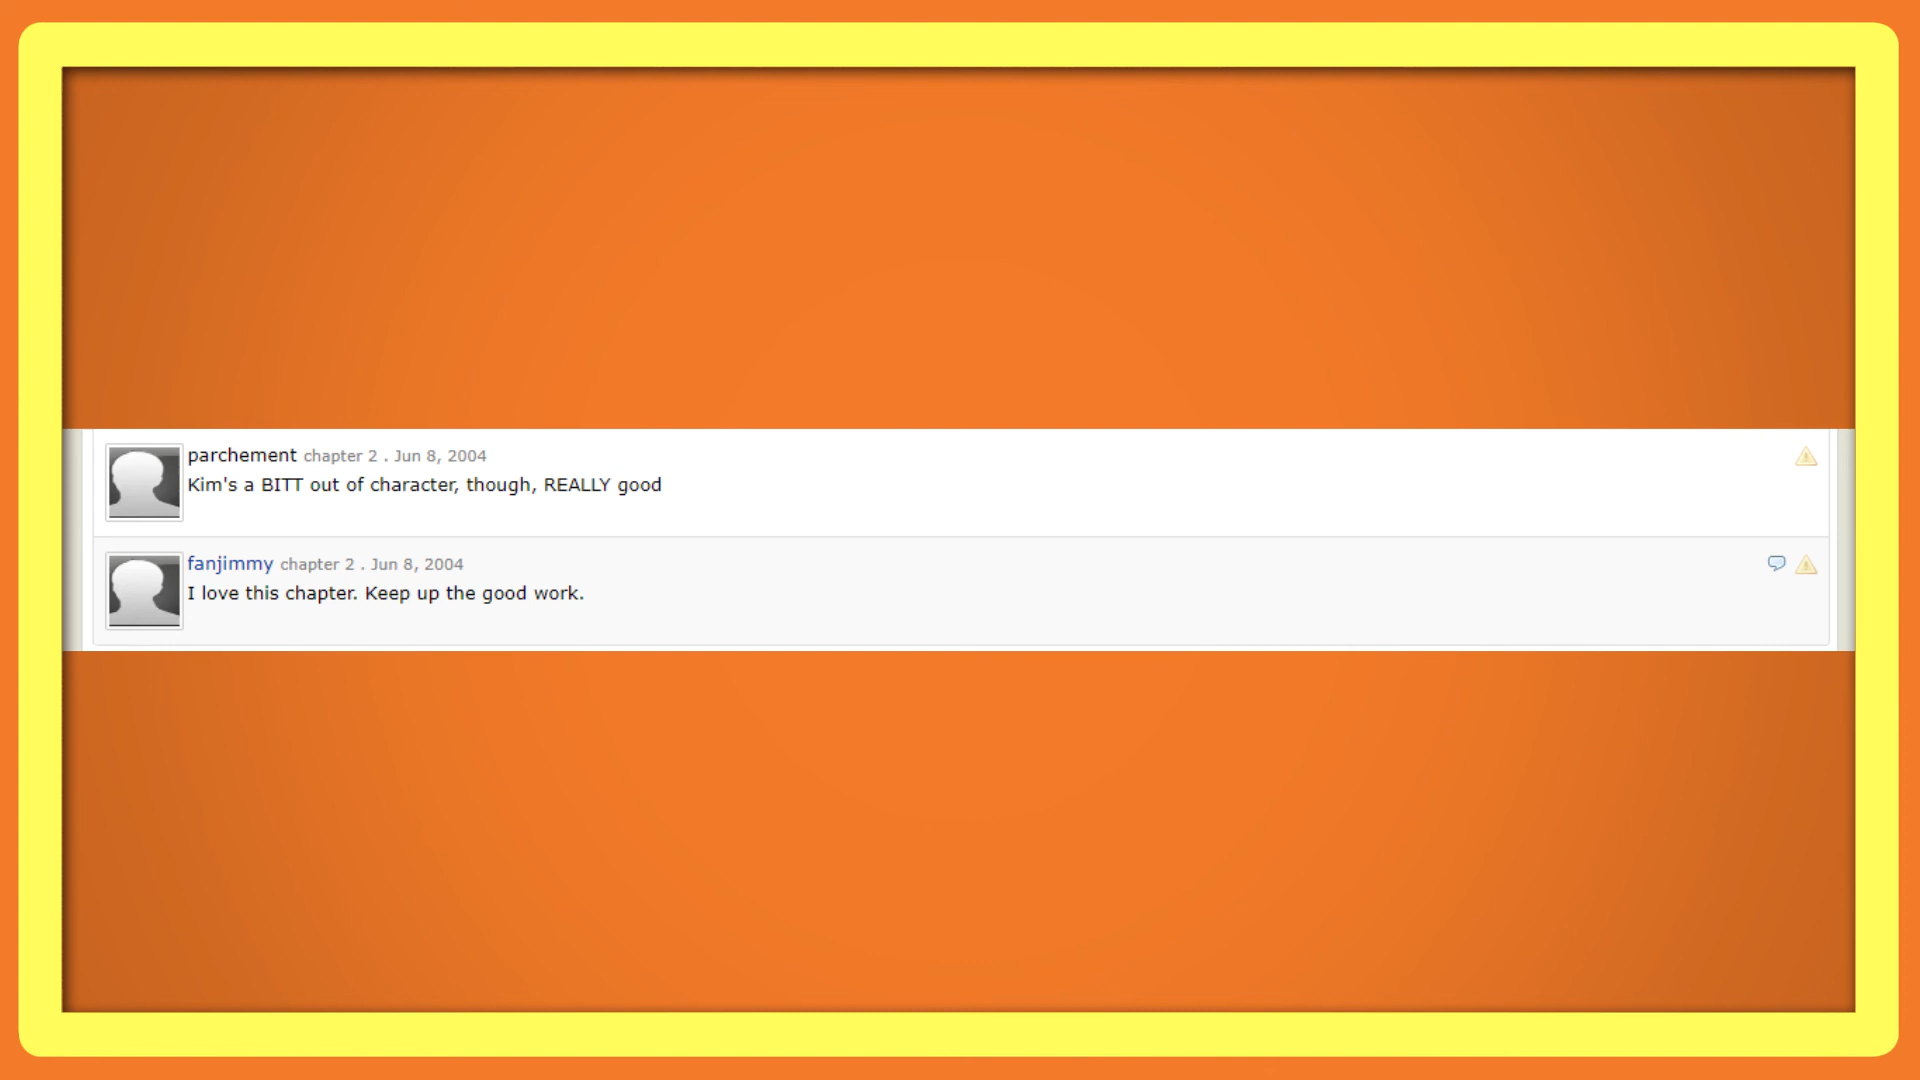 parchement chapter 2 . Jun 8, 2004
Kim's a BITT out of character, though, REALLY good
fanjimmy chapter 2 . Jun 8, 2004
I love this chapter. Keep up the good work.